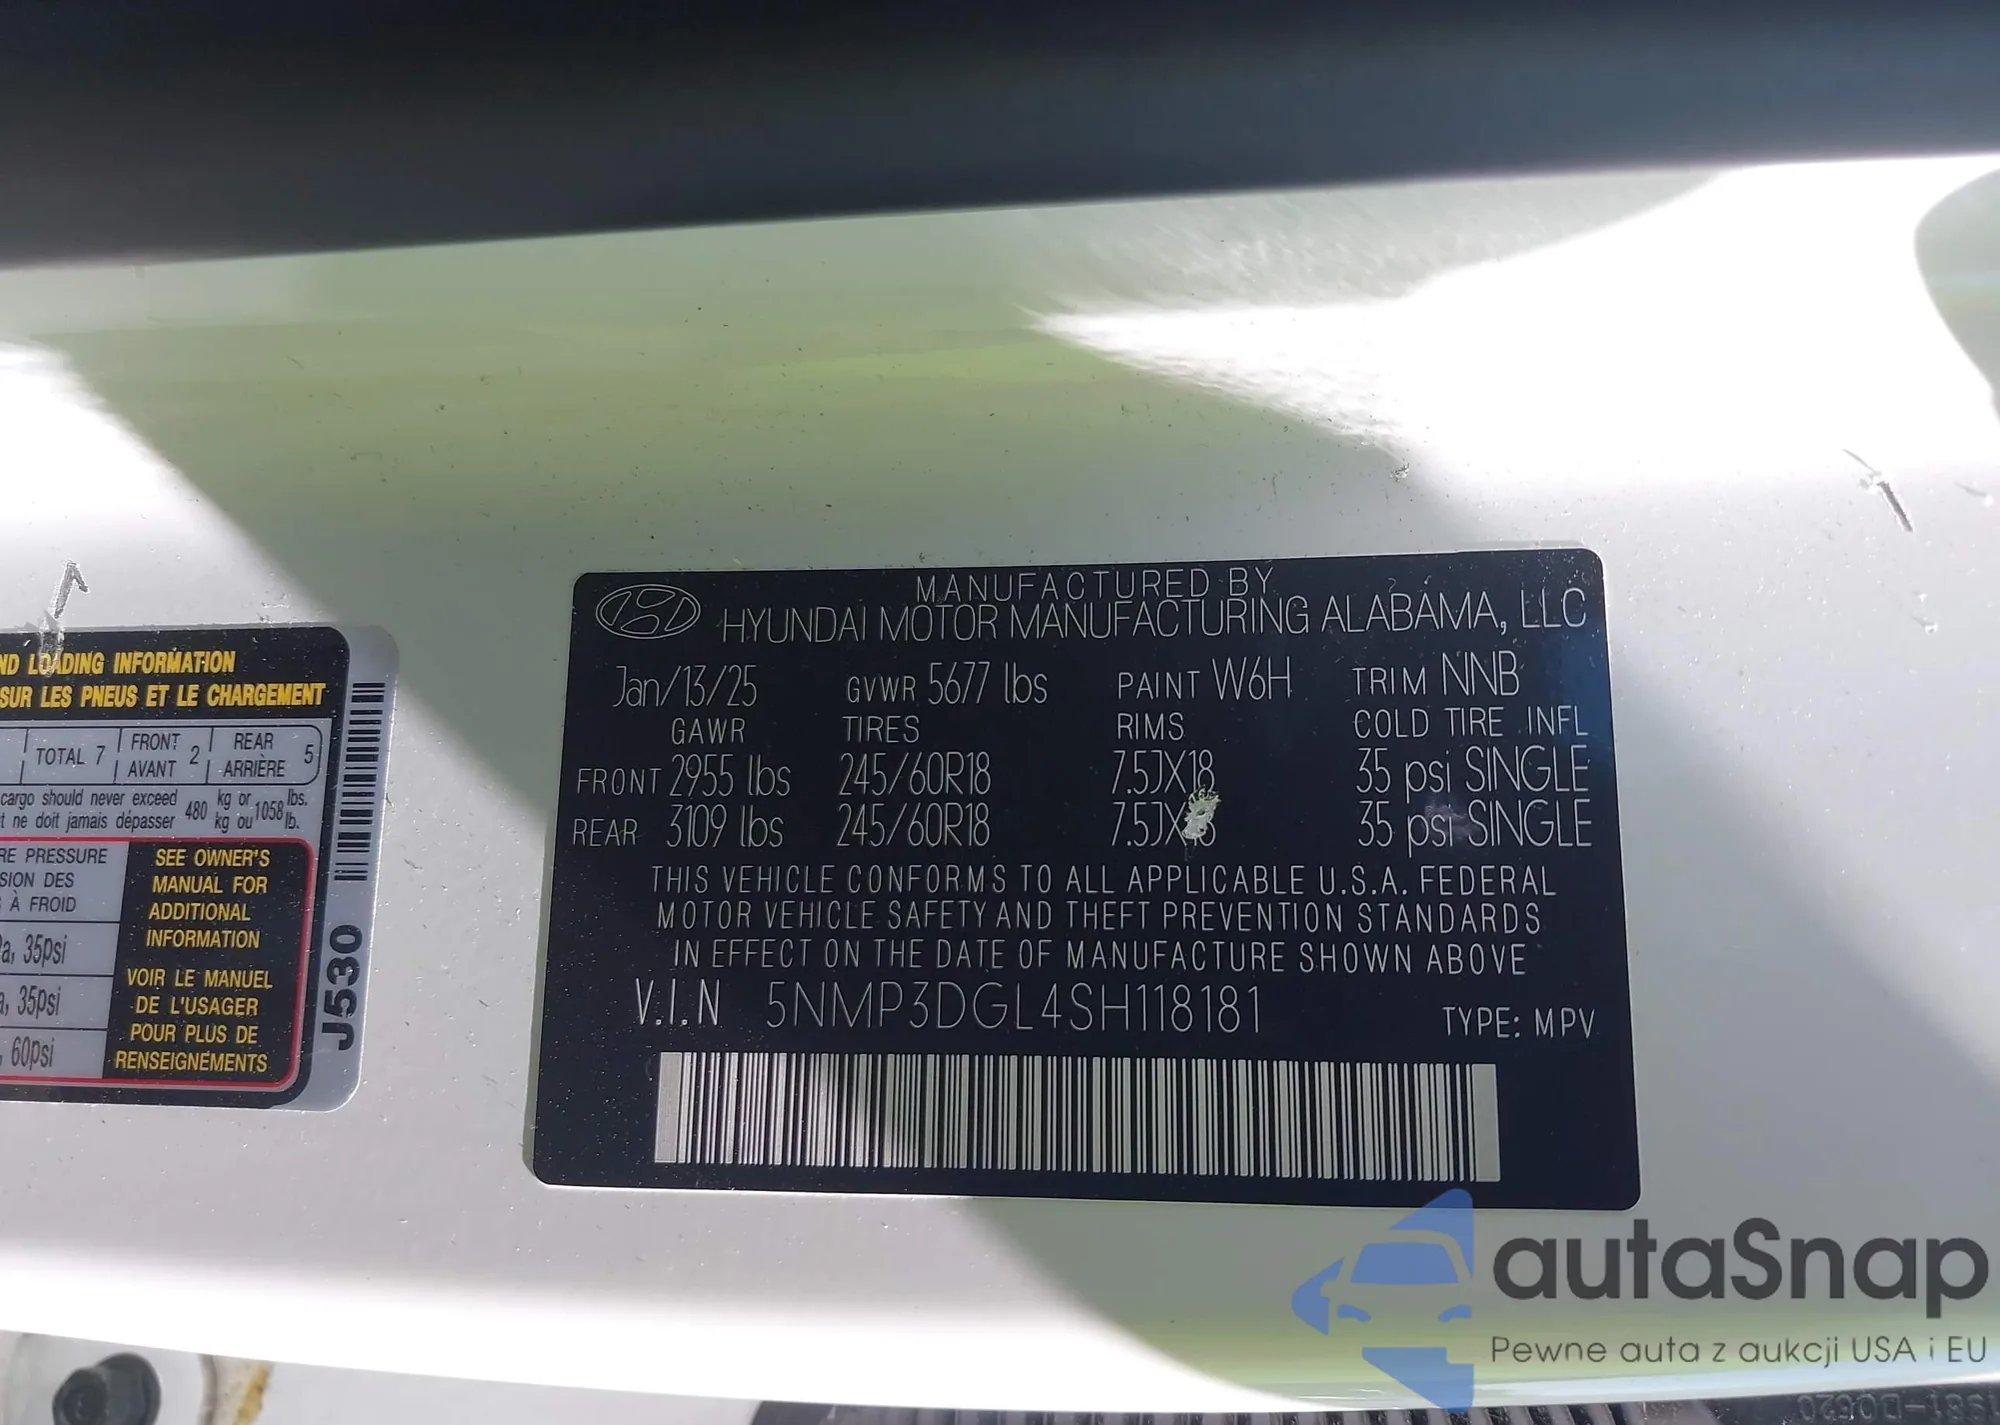 ND LOADING INFORMATION
SUR LES PNEUS ET LE CHARGEMENT
TOTAL 7 FRONT AVANT 2 REAR ARRIÈRE 5
cargo should never exceed 480 kg or 1058 lbs.
t ne doit jamais dépasser kg ou lb.
RE PRESSURE
SION DES
À FROID
a, 35psi
a, 35psi
, 60psi
SEE OWNER'S
MANUAL FOR
ADDITIONAL
INFORMATION
VOIR LE MANUEL
DE L'USAGER
POUR PLUS DE
RENSEIGNEMENTS
J530
MANUFACTURED BY
HYUNDAI MOTOR MANUFACTURING ALABAMA, LLC
Jan/13/25 GVWR 5677 lbs PAINT W6H TRIM NNB
GAWR TIRES RIMS COLD TIRE INFL
FRONT 2955 lbs 245/60R18 7.5JX18 35 psi SINGLE
REAR 3109 lbs 245/60R18 7.5JX18 35 psi SINGLE
THIS VEHICLE CONFORMS TO ALL APPLICABLE U.S.A. FEDERAL
MOTOR VEHICLE SAFETY AND THEFT PREVENTION STANDARDS
IN EFFECT ON THE DATE OF MANUFACTURE SHOWN ABOVE
V.I.N 5NMP3DGL4SH118181 TYPE: MPV
autaSnap
Pewne auta z aukcji USA i EU